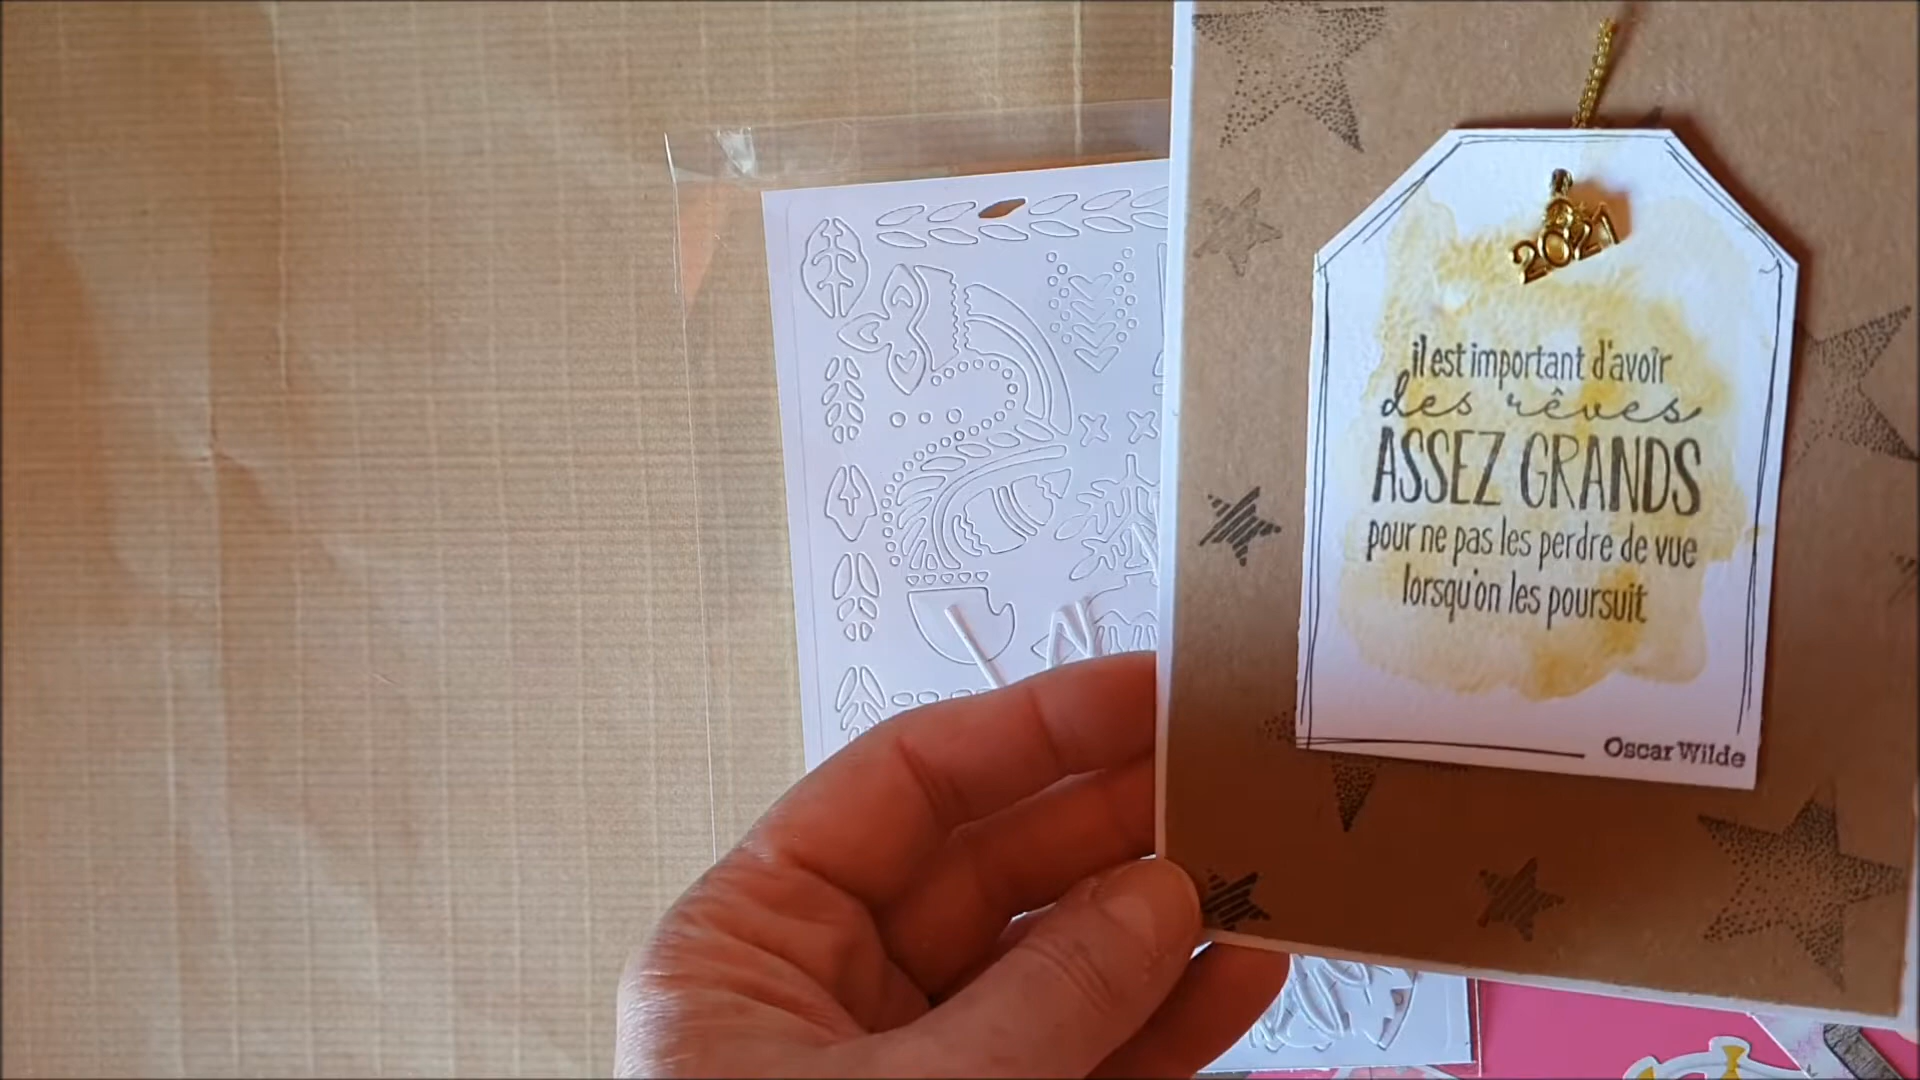 2021
il est important d'avoir
des rêves
ASSEZ GRANDS
pour ne pas les perdre de vue
lorsqu'on les poursuit
Oscar Wilde